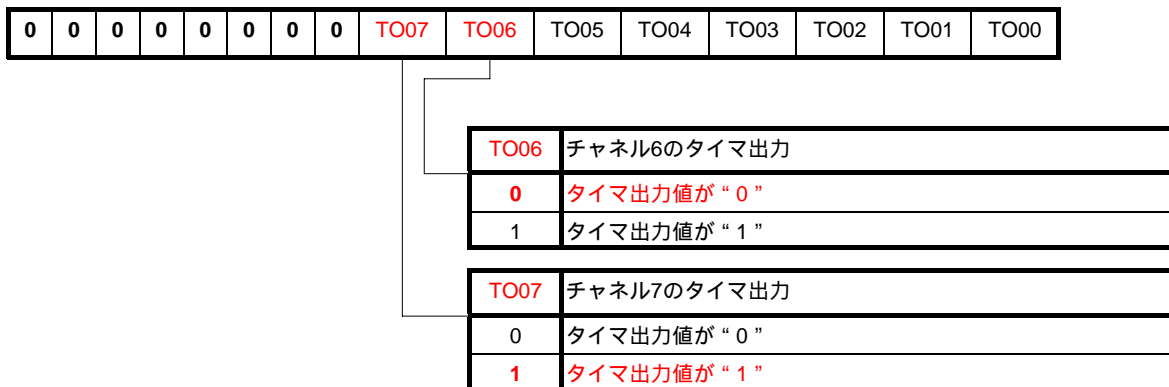 0 0 0 0 0 0 0 0 TO07 TO06 TO05 TO04 TO03 TO02 TO01 TO00
TO06 チャネル6のタイマ出力
0 タイマ出力値が“0”
1 タイマ出力値が“1”
TO07 チャネル7のタイマ出力
0 タイマ出力値が“0”
1 タイマ出力値が“1”